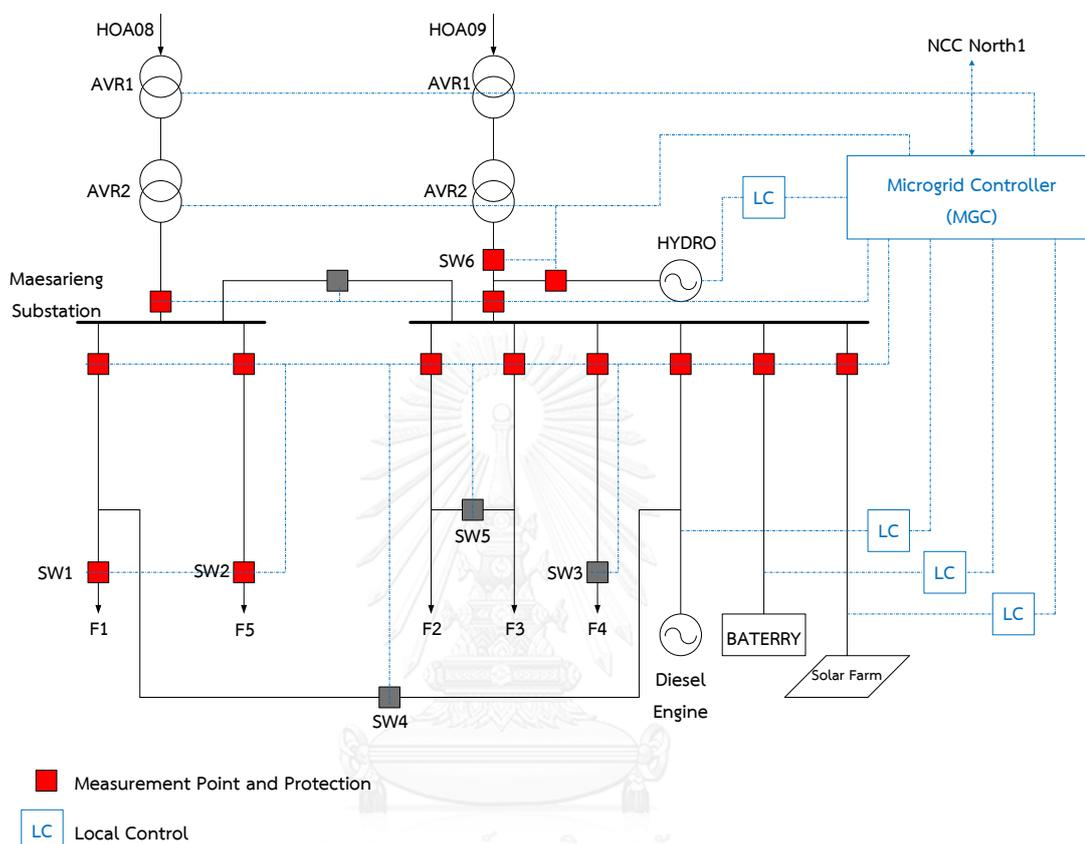 HOA08
HOA09
NCC North1
AVR1
AVR1
Microgrid Controller
(MGC)
AVR2
AVR2
LC
HYDRO
SW6
Maesarieng
Substation
SW5
LC
SW1
SW2
SW3
LC
F1
F5
F2
F3
F4
LC
BATERRY
Diesel
Engine
Solar Farm
SW4
Measurement Point and Protection
LC
Local Control